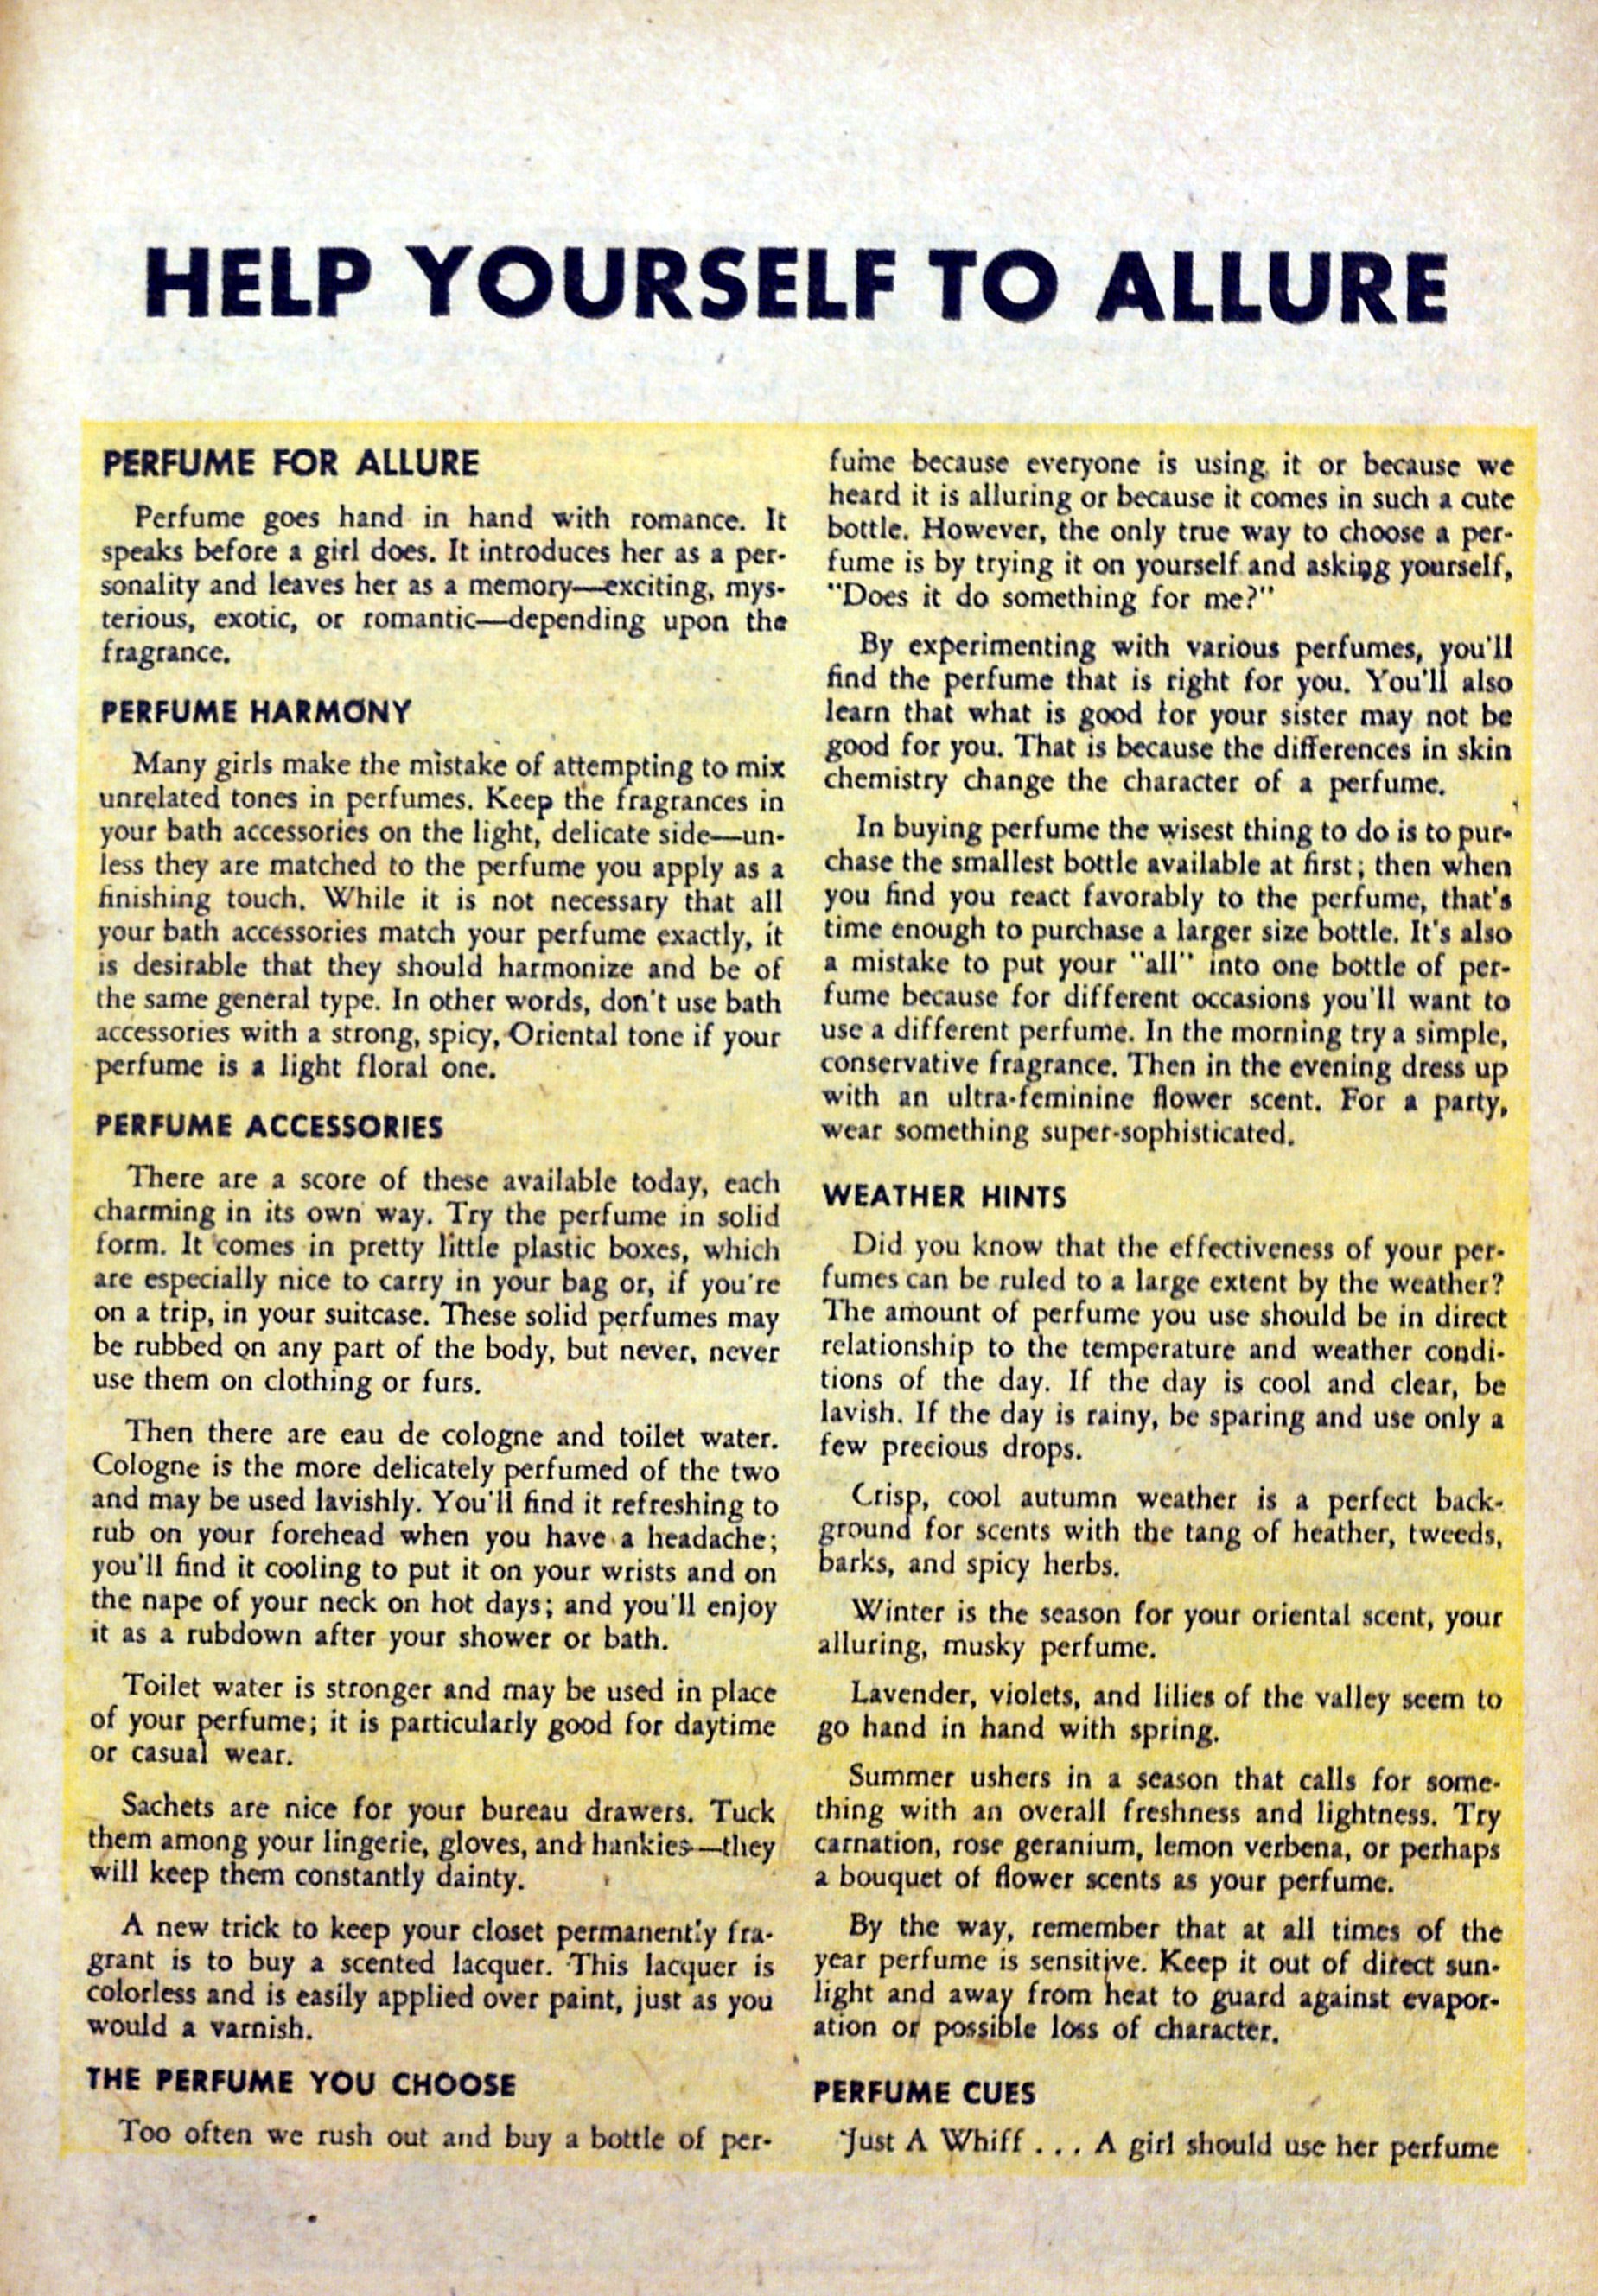 HELP YOURSELF TO ALLURE
PERFUME FOR ALLURE
Perfume goes hand in hand with romance. It
speaks before a girl does. It introduces her as a per-
sonality and leaves her as a memory—exciting, mys-
terious, exotic, or romantic—depending upon the
fragrance.
PERFUME HARMONY
Many girls make the mistake of attempting to mix
unrelated tones in perfumes. Keep the fragrances in
your bath accessories on the light, delicate side—un-
less they are matched to the perfume you apply as a
finishing touch. While it is not necessary that all
your bath accessories match your perfume exactly, it
is desirable that they should harmonize and be of
the same general type. In other words, don't use bath
accessories with a strong, spicy, Oriental tone if your
perfume is a light floral one.
PERFUME ACCESSORIES
There are a score of these available today, each
charming in its own way. Try the perfume in solid
form. It comes in pretty little plastic boxes, which
are especially nice to carry in your bag or, if you're
on a trip, in your suitcase. These solid perfumes may
be rubbed on any part of the body, but never, never
use them on clothing or furs.
Then there are eau de cologne and toilet water.
Cologne is the more delicately perfumed of the two
and may be used lavishly. You'll find it refreshing to
rub on your forehead when you have a headache;
you'll find it cooling to put it on your wrists and on
the nape of your neck on hot days; and you'll enjoy
it as a rubdown after your shower or bath.
Toilet water is stronger and may be used in place
of your perfume; it is particularly good for daytime
or casual wear.
Sachets are nice for your bureau drawers. Tuck
them among your lingerie, gloves, and hankies—they
will keep them constantly dainty.
A new trick to keep your closet permanently fra-
grant is to buy a scented lacquer. This lacquer is
colorless and is easily applied over paint, just as you
would a varnish.
THE PERFUME YOU CHOOSE
Too often we rush out and buy a bottle of per-
fume because everyone is using it or because we
heard it is alluring or because it comes in such a cute
bottle. However, the only true way to choose a per-
fume is by trying it on yourself and asking yourself,
"Does it do something for me?"
By experimenting with various perfumes, you'll
find the perfume that is right for you. You'll also
learn that what is good for your sister may not be
good for you. That is because the differences in skin
chemistry change the character of a perfume.
In buying perfume the wisest thing to do is to pur-
chase the smallest bottle available at first; then when
you find you react favorably to the perfume, that's
time enough to purchase a larger size bottle. It's also
a mistake to put your "all" into one bottle of per-
fume because for different occasions you'll want to
use a different perfume. In the morning try a simple,
conservative fragrance. Then in the evening dress up
with an ultra-feminine flower scent. For a party,
wear something super-sophisticated.
WEATHER HINTS
Did you know that the effectiveness of your per-
fumes can be ruled to a large extent by the weather?
The amount of perfume you use should be in direct
relationship to the temperature and weather condi-
tions of the day. If the day is cool and clear, be
lavish. If the day is rainy, be sparing and use only a
few precious drops.
Crisp, cool autumn weather is a perfect back-
ground for scents with the tang of heather, tweeds,
barks, and spicy herbs.
Winter is the season for your oriental scent, your
alluring, musky perfume.
Lavender, violets, and lilies of the valley seem to
go hand in hand with spring.
Summer ushers in a season that calls for some-
thing with an overall freshness and lightness. Try
carnation, rose geranium, lemon verbena, or perhaps
a bouquet of flower scents as your perfume.
By the way, remember that at all times of the
year perfume is sensitive. Keep it out of direct sun-
light and away from heat to guard against evapor-
ation or possible loss of character.
PERFUME CUES
Just A Whiff . . . A girl should use her perfume